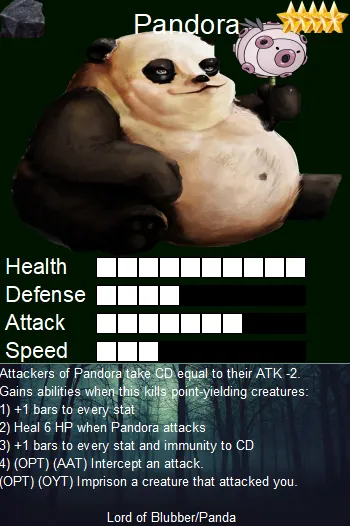 Pandora
Health
Defense
Attack
Speed
Attackers of Pandora take CD equal to their ATK -2.
Gains abilities when this kills point-yielding creatures:
1) +1 bars to every stat
2) Heal 6 HP when Pandora attacks
3) +1 bars to every stat and immunity to CD
4) (OPT) (AAT) Intercept an attack.
(OPT) (OYT) Imprison a creature that attacked you.
Lord of Blubber/Panda